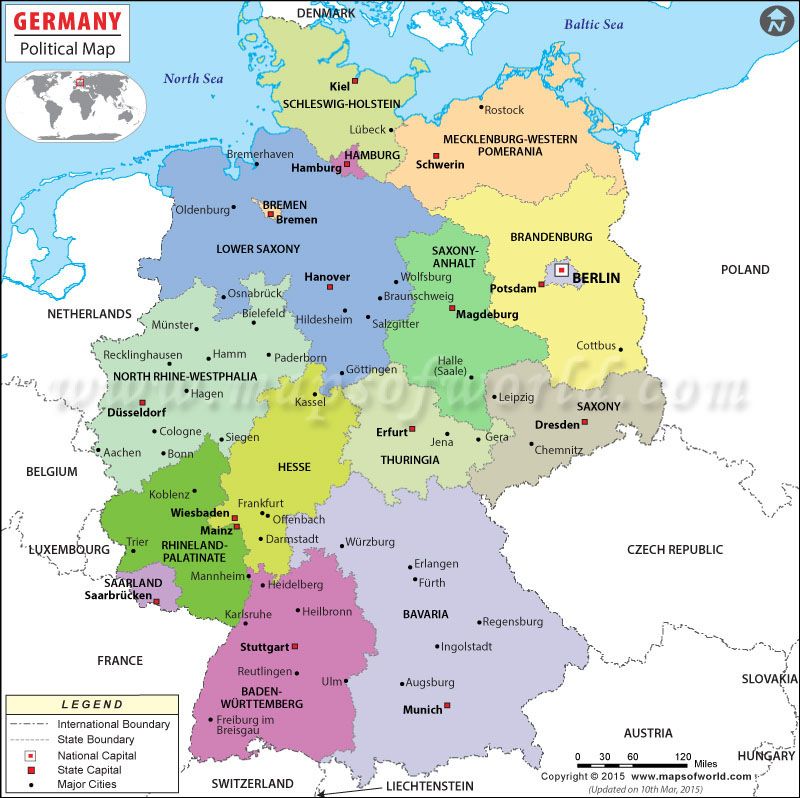 GERMANY
Political Map
DENMARK
Baltic Sea
N
North Sea
Kiel
SCHLESWIG-HOLSTEIN
Rostock
Lübeck
MECKLENBURG-WESTERN
POMERANIA
Bremerhaven
HAMBURG
Hamburg
Schwerin
Oldenburg
BREMEN
Bremen
BRANDENBURG
LOWER SAXONY
SAXONY-
ANHALT
POLAND
Hanover
Wolfsburg
Potsdam
BERLIN
Osnabrück
Braunschweig
NETHERLANDS
Bielefeld
Hildesheim
Salzgitter
Magdeburg
Münster
Cottbus
Recklinghausen
Hamm
Paderborn
Göttingen
Halle
(Saale)
NORTH RHINE-WESTPHALIA
www.mapsofworld.com
Hagen
Kassel
Leipzig
SAXONY
Düsseldorf
Cologne
Siegen
Erfurt
Jena
Gera
Dresden
Aachen
Bonn
Chemnitz
THURINGIA
BELGIUM
HESSE
Koblenz
Frankfurt
Wiesbaden
Offenbach
Mainz
Darmstadt
Trier
RHINELAND-
PALATINATE
Würzburg
LUXEMBOURG
CZECH REPUBLIC
Erlangen
Fürth
SAARLAND
Saarbrücken
Mannheim
Heidelberg
Karlsruhe
Heilbronn
BAVARIA
Regensburg
Stuttgart
Ingolstadt
FRANCE
Reutlingen
Ulm
Augsburg
SLOVAKIA
BADEN-
WÜRTTEMBERG
Munich
Freiburg im
Breisgau
AUSTRIA
LEGEND
International Boundary
State Boundary
National Capital
State Capital
Major Cities
SWITZERLAND
LIECHTENSTEIN
HUNGARY
0 30 60 120 Miles
Copyright © 2015 www.mapsofworld.com
(Updated on 10th Mar, 2015)